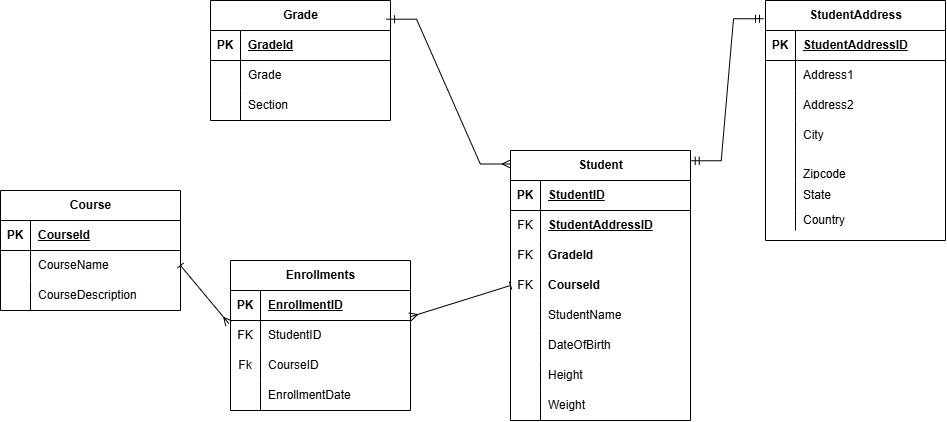 Grade
PK GradeId
Grade
Section
StudentAddress
PK StudentAddressID
Address1
Address2
City
Zipcode
State
Country
Student
PK StudentID
FK StudentAddressID
FK GradeId
FK CourseId
StudentName
DateOfBirth
Height
Weight
Course
PK CourseId
CourseName
CourseDescription
Enrollments
PK EnrollmentID
FK StudentID
Fk CourseID
EnrollmentDate